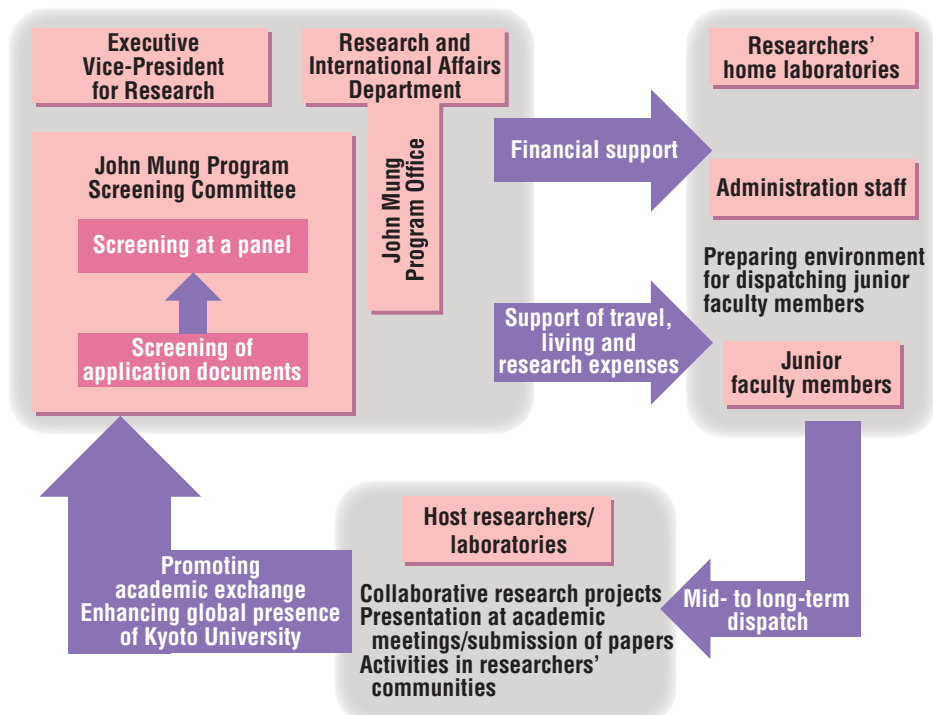 Executive
Vice-President
for Research
Research and
International Affairs
Department
John Mung
Program Office
John Mung Program
Screening Committee
Screening at a panel
Screening of
application documents
Financial support
Support of travel,
living and
research expenses
Researchers'
home laboratories
Administration staff
Preparing environment
for dispatching junior
faculty members
Junior
faculty members
Mid- to long-term
dispatch
Host researchers/
laboratories
Collaborative research projects
Presentation at academic
meetings/submission of papers
Activities in researchers'
communities
Promoting
academic exchange
Enhancing global presence
of Kyoto University